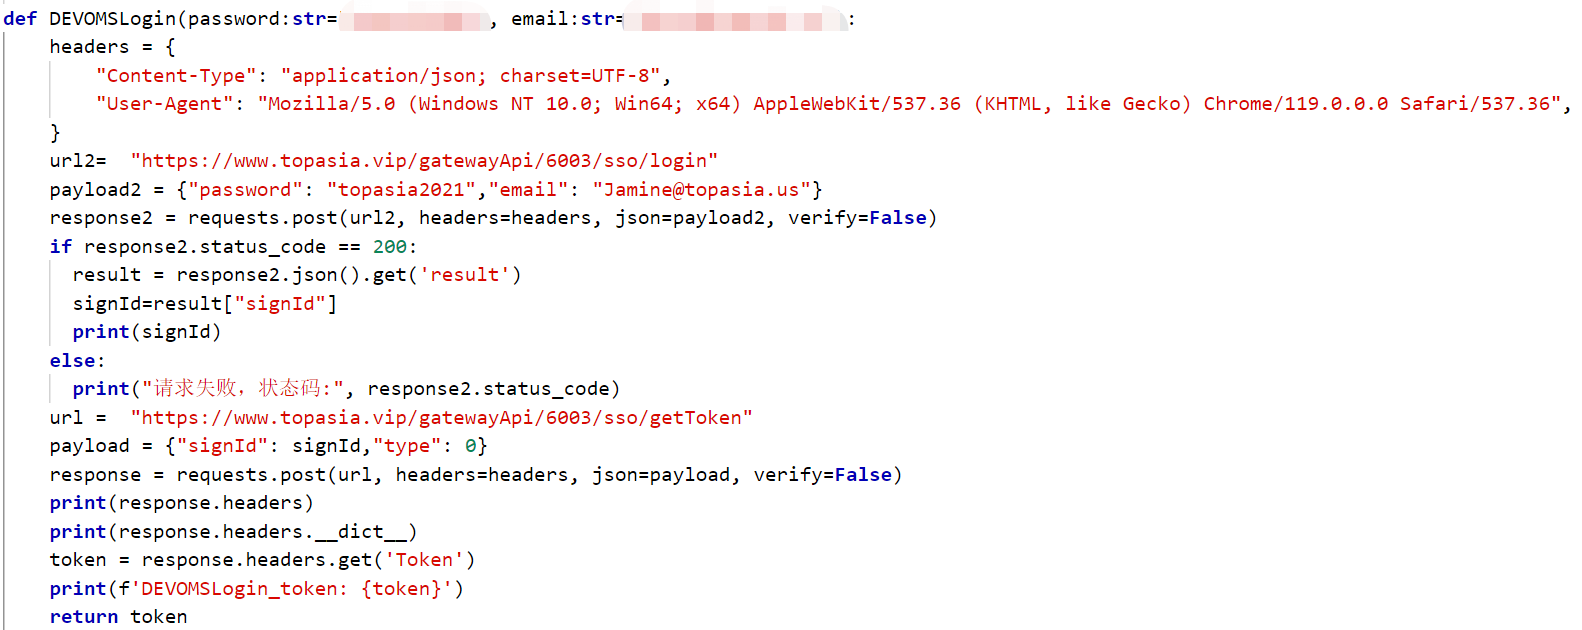 def DEVOMSLogin(password:str= , email:str= :
headers = {
"Content-Type": "application/json; charset=UTF-8",
"User-Agent": "Mozilla/5.0 (Windows NT 10.0; Win64; x64) AppleWebKit/537.36 (KHTML, like Gecko) Chrome/119.0.0.0 Safari/537.36",
}
url2=  "https://www.topasia.vip/gatewayApi/6003/sso/login"
payload2 = {"password": "topasia2021","email": "Jamine@topasia.us"}
response2 = requests.post(url2, headers=headers, json=payload2, verify=False)
if response2.status_code == 200:
result = response2.json().get('result')
signId=result["signId"]
print(signId)
else:
print("请求失败，状态码:", response2.status_code)
url =  "https://www.topasia.vip/gatewayApi/6003/sso/getToken"
payload = {"signId": signId,"type": 0}
response = requests.post(url, headers=headers, json=payload, verify=False)
print(response.headers)
print(response.headers.__dict__)
token = response.headers.get('Token')
print(f'DEVOMSLogin_token: {token}')
return token